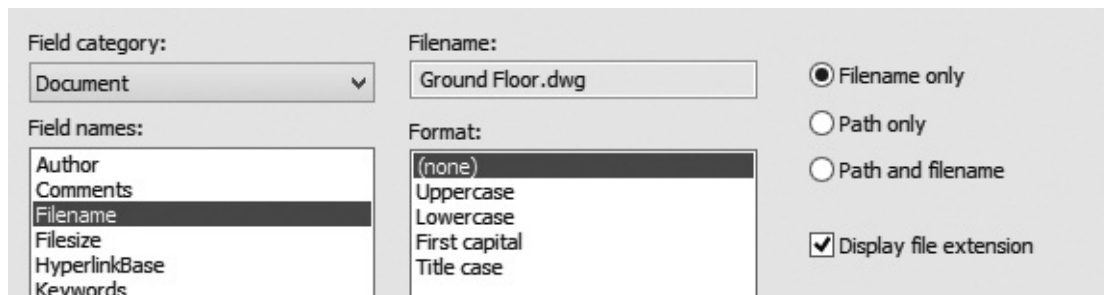 Field category:
Document
Field names:
Author
Comments
Filename
Filesize
HyperlinkBase
Keywords
Filename:
Ground Floor.dwg
Format:
(none)
Uppercase
Lowercase
First capital
Title case
Filename only
Path only
Path and filename
Display file extension